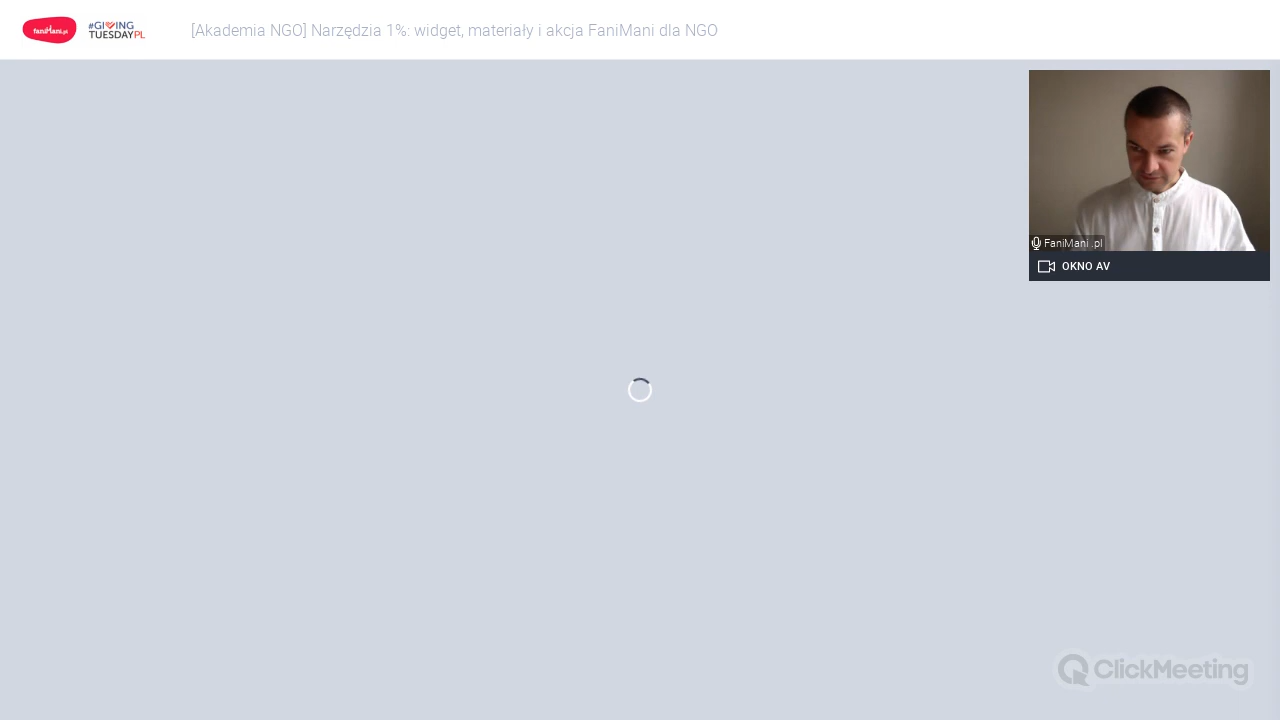 faniMani.pl
#GIVING
TUESDAYPL
[Akademia NGO] Narzędzia 1%: widget, materiały i akcja FaniMani dla NGO
FaniMani .pl
OKNO AV
ClickMeeting